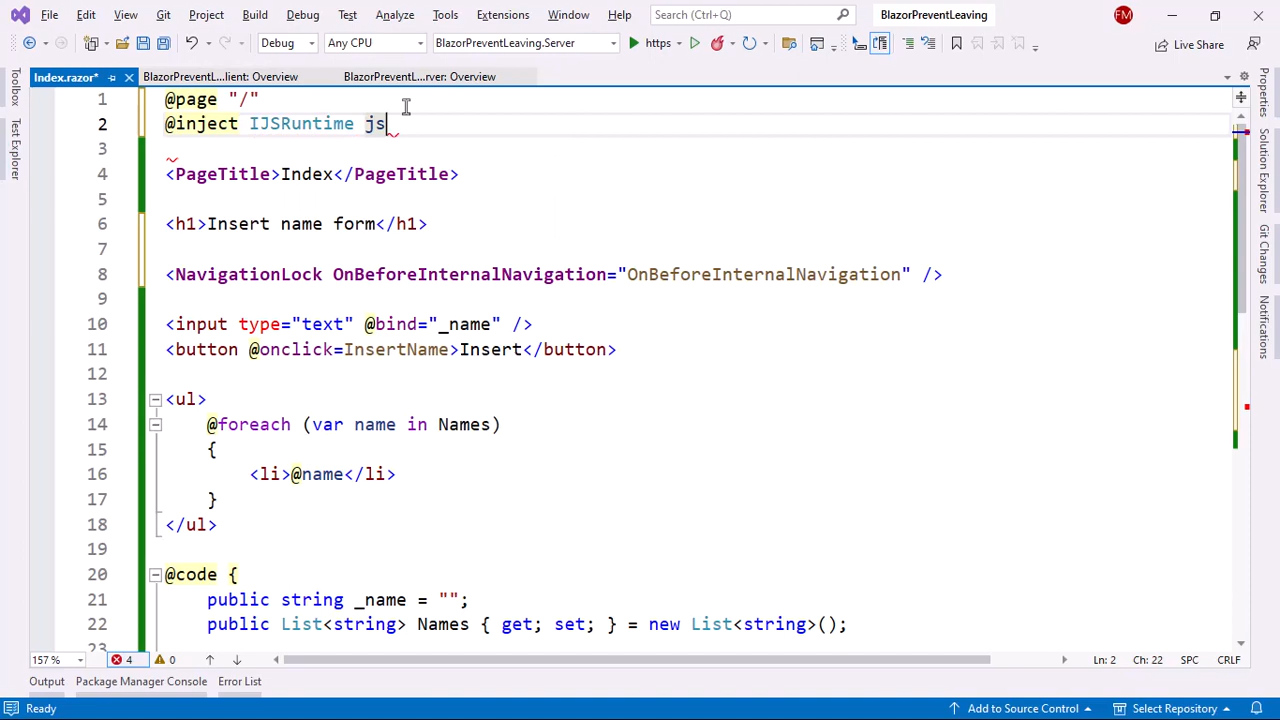 File Edit View Git Project Build Debug Test Analyze Tools Extensions Window Help Search (Ctrl+Q) BlazorPreventLeaving FM
Debug Any CPU BlazorPreventLeaving.Server https Live Share
Index.razor* BlazorPreventL...lient: Overview BlazorPreventL...rver: Overview
Toolbox
Test Explorer
1 @page "/"
2 @inject IJSRuntime js
3
4 <PageTitle>Index</PageTitle>
5
6 <h1>Insert name form</h1>
7
8 <NavigationLock OnBeforeInternalNavigation="OnBeforeInternalNavigation" />
9
10 <input type="text" @bind="_name" />
11 <button @onclick=InsertName>Insert</button>
12
13 <ul>
14 @foreach (var name in Names)
15 {
16 <li>@name</li>
17 }
18 </ul>
19
20 @code {
21 public string _name = "";
22 public List<string> Names { get; set; } = new List<string>();
23
Properties
Solution Explorer
Git Changes
Notifications
157 % 4 0 Ln: 2 Ch: 22 SPC CRLF
Output Package Manager Console Error List
Ready Add to Source Control Select Repository